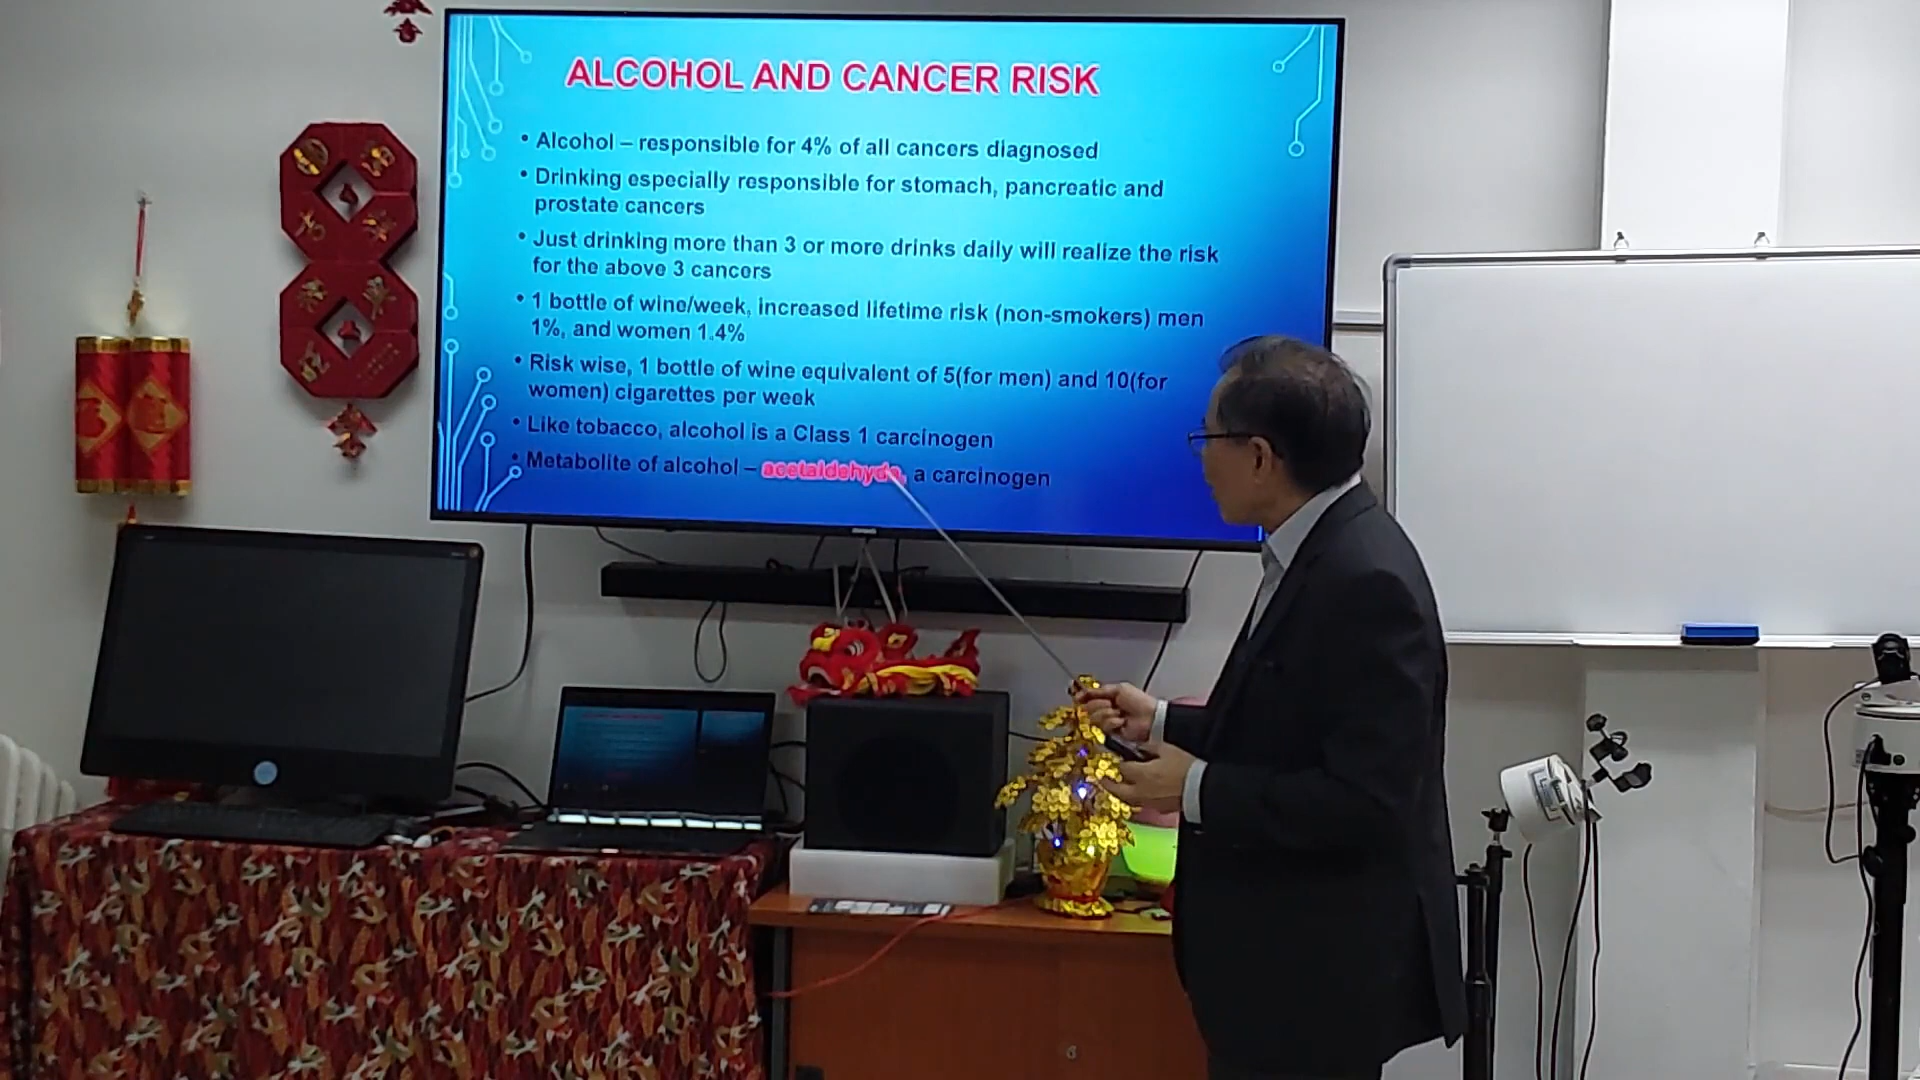 ALCOHOL AND CANCER RISK
• Alcohol – responsible for 4% of all cancers diagnosed
• Drinking especially responsible for stomach, pancreatic and
prostate cancers
• Just drinking more than 3 or more drinks daily will realize the risk
for the above 3 cancers
• 1 bottle of wine/week, increased lifetime risk (non-smokers) men
1%, and women 1.4%
• Risk wise, 1 bottle of wine equivalent of 5(for men) and 10(for
women) cigarettes per week
• Like tobacco, alcohol is a Class 1 carcinogen
• Metabolite of alcohol – acetaldehyde, a carcinogen